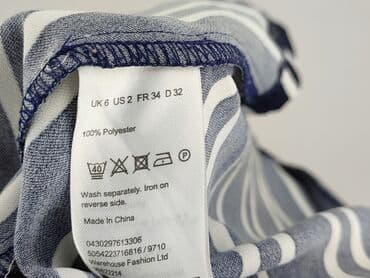 UK 6 US 2 FR 34 D 32
100% Polyester
40 P
Wash separately. Iron on
reverse side.
Made In China
0430297613306
5054223716816 / 9710
Warehouse Fashion Ltd